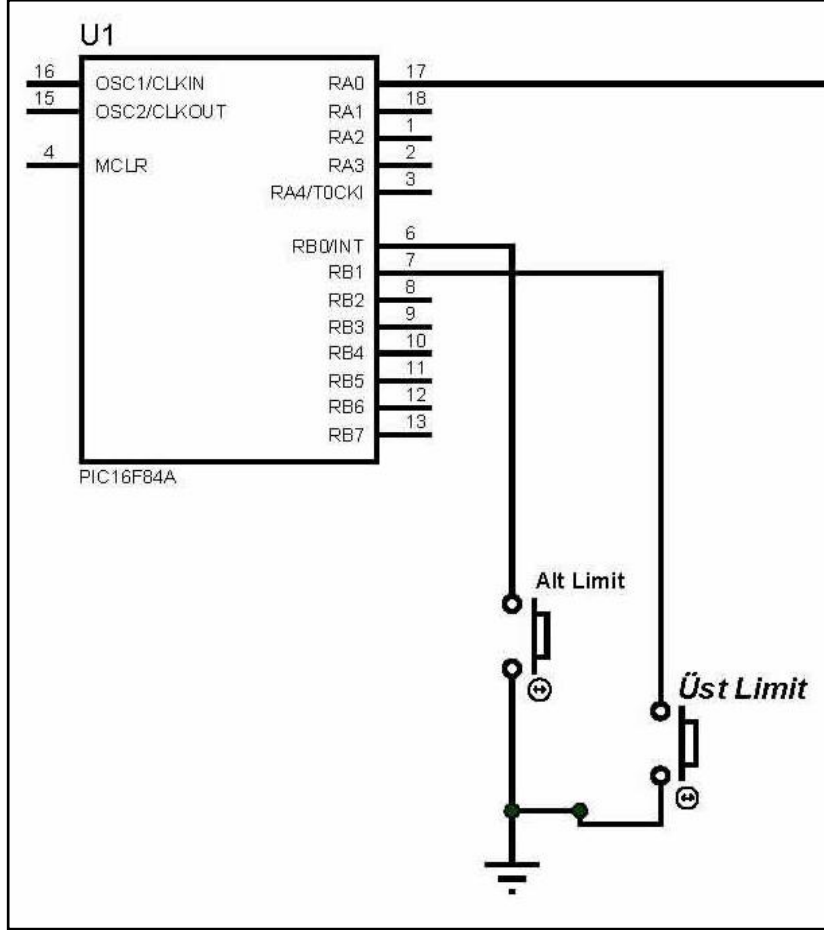 U1
16 OSC1/CLKIN RA0 17
15 OSC2/CLKOUT RA1 18
RA2 1
4 MCLR RA3 2
RA4/T0CKI 3
RB0/INT 6
RB1 7
RB2 8
RB3 9
RB4 10
RB5 11
RB6 12
RB7 13
PIC16F84A
Alt Limit
Üst Limit